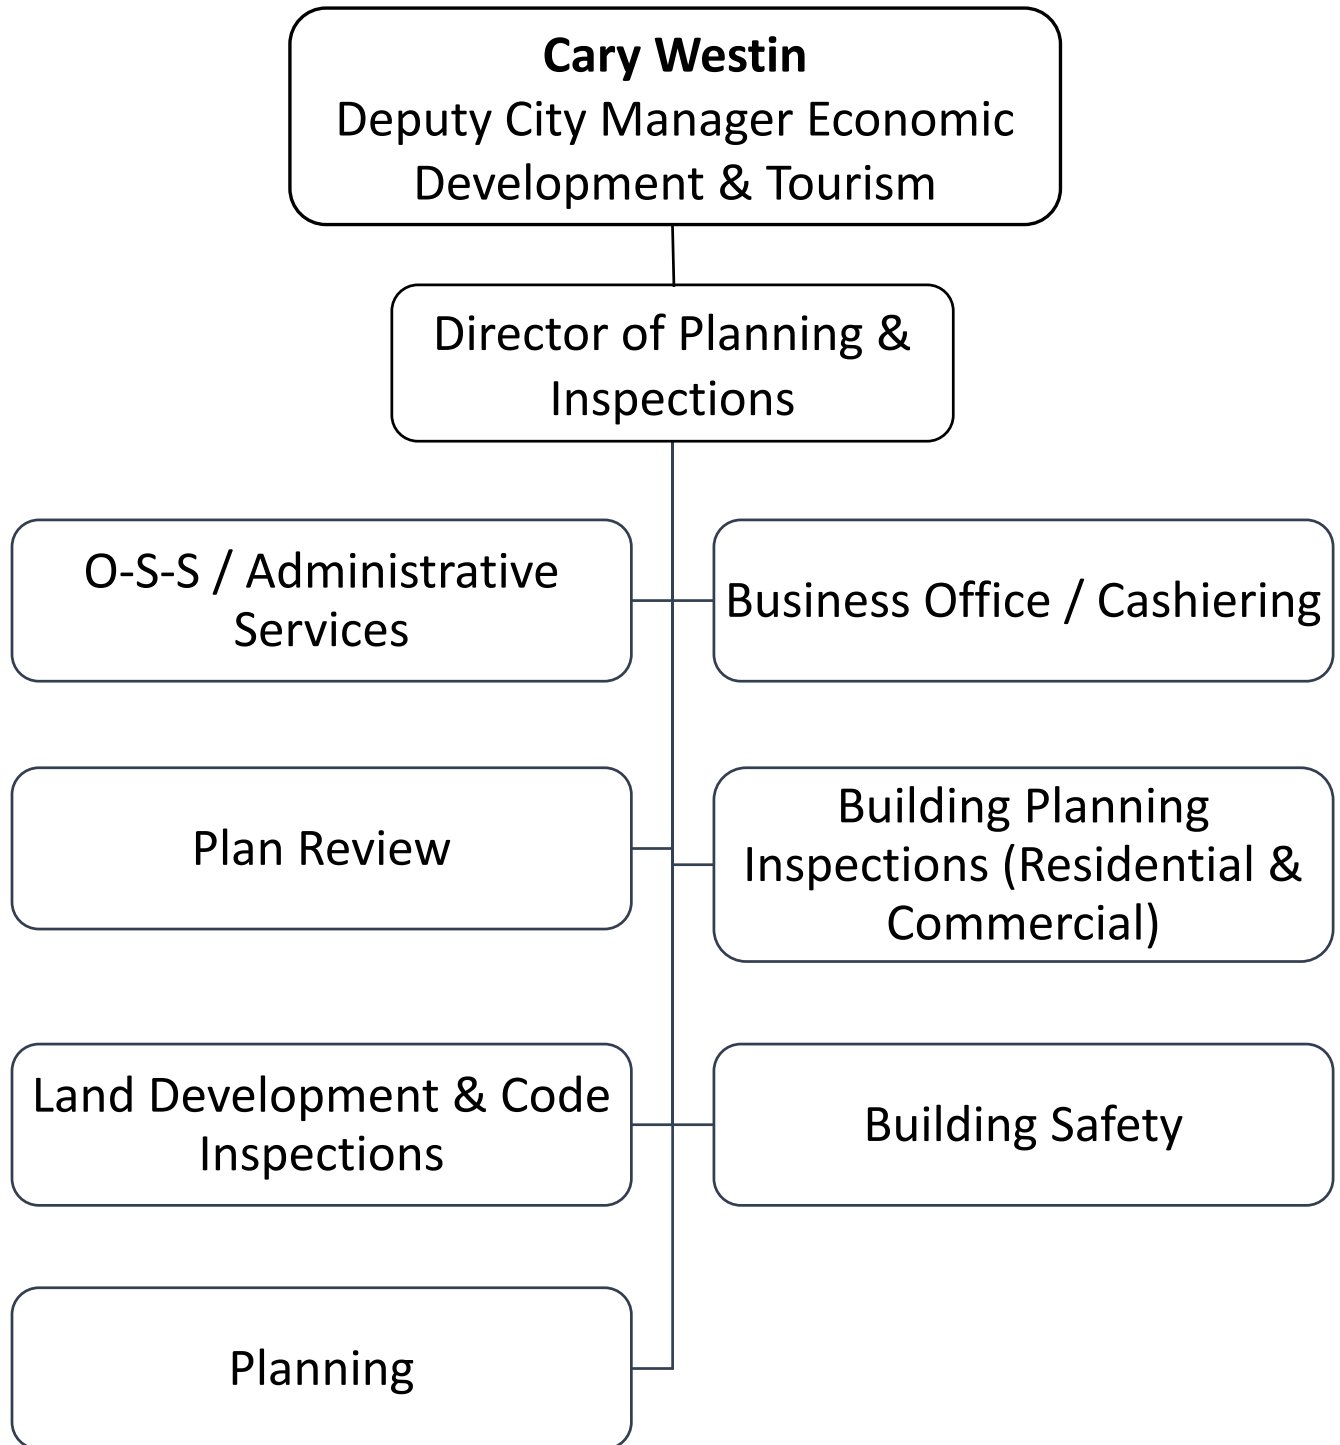 Cary Westin
Deputy City Manager Economic
Development & Tourism
Director of Planning &
Inspections
O-S-S / Administrative
Services
Business Office / Cashiering
Plan Review
Building Planning
Inspections (Residential &
Commercial)
Land Development & Code
Inspections
Building Safety
Planning